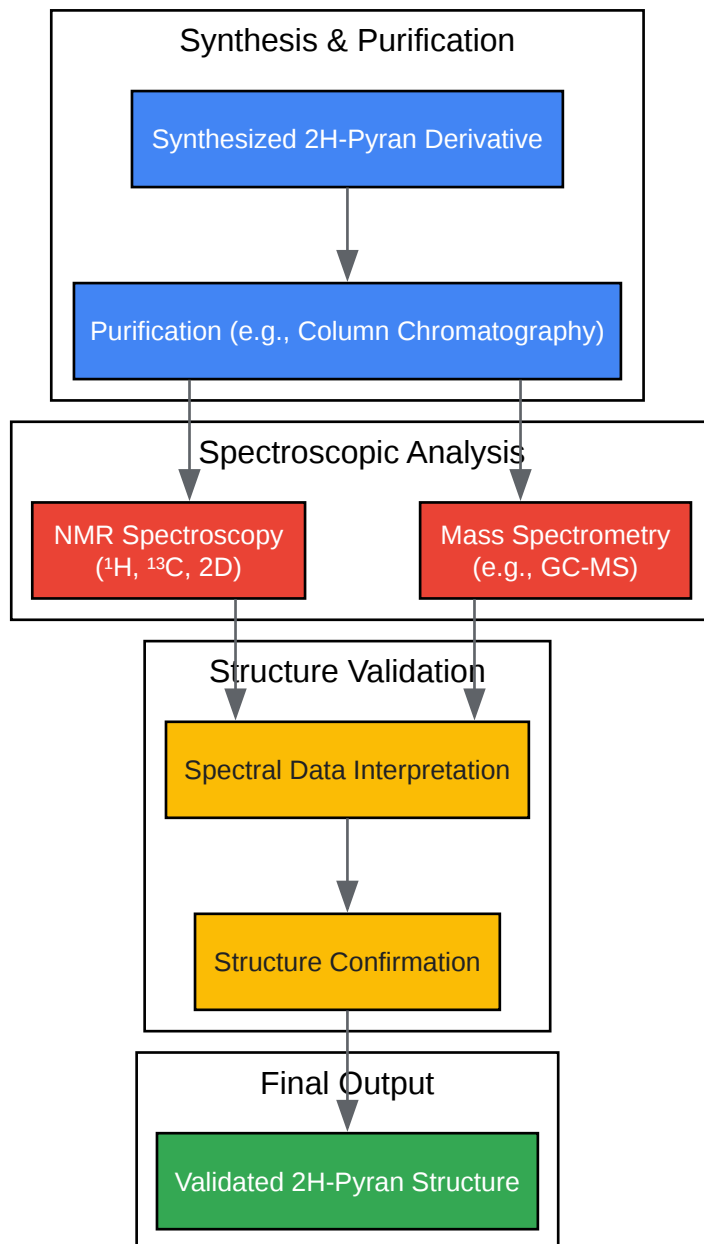 Synthesis & Purification
Synthesized 2H-Pyran Derivative
Purification (e.g., Column Chromatography)
Spectroscopic Analysis
NMR Spectroscopy
(¹H, ¹³C, 2D)
Mass Spectrometry
(e.g., GC-MS)
Structure Validation
Spectral Data Interpretation
Structure Confirmation
Final Output
Validated 2H-Pyran Structure